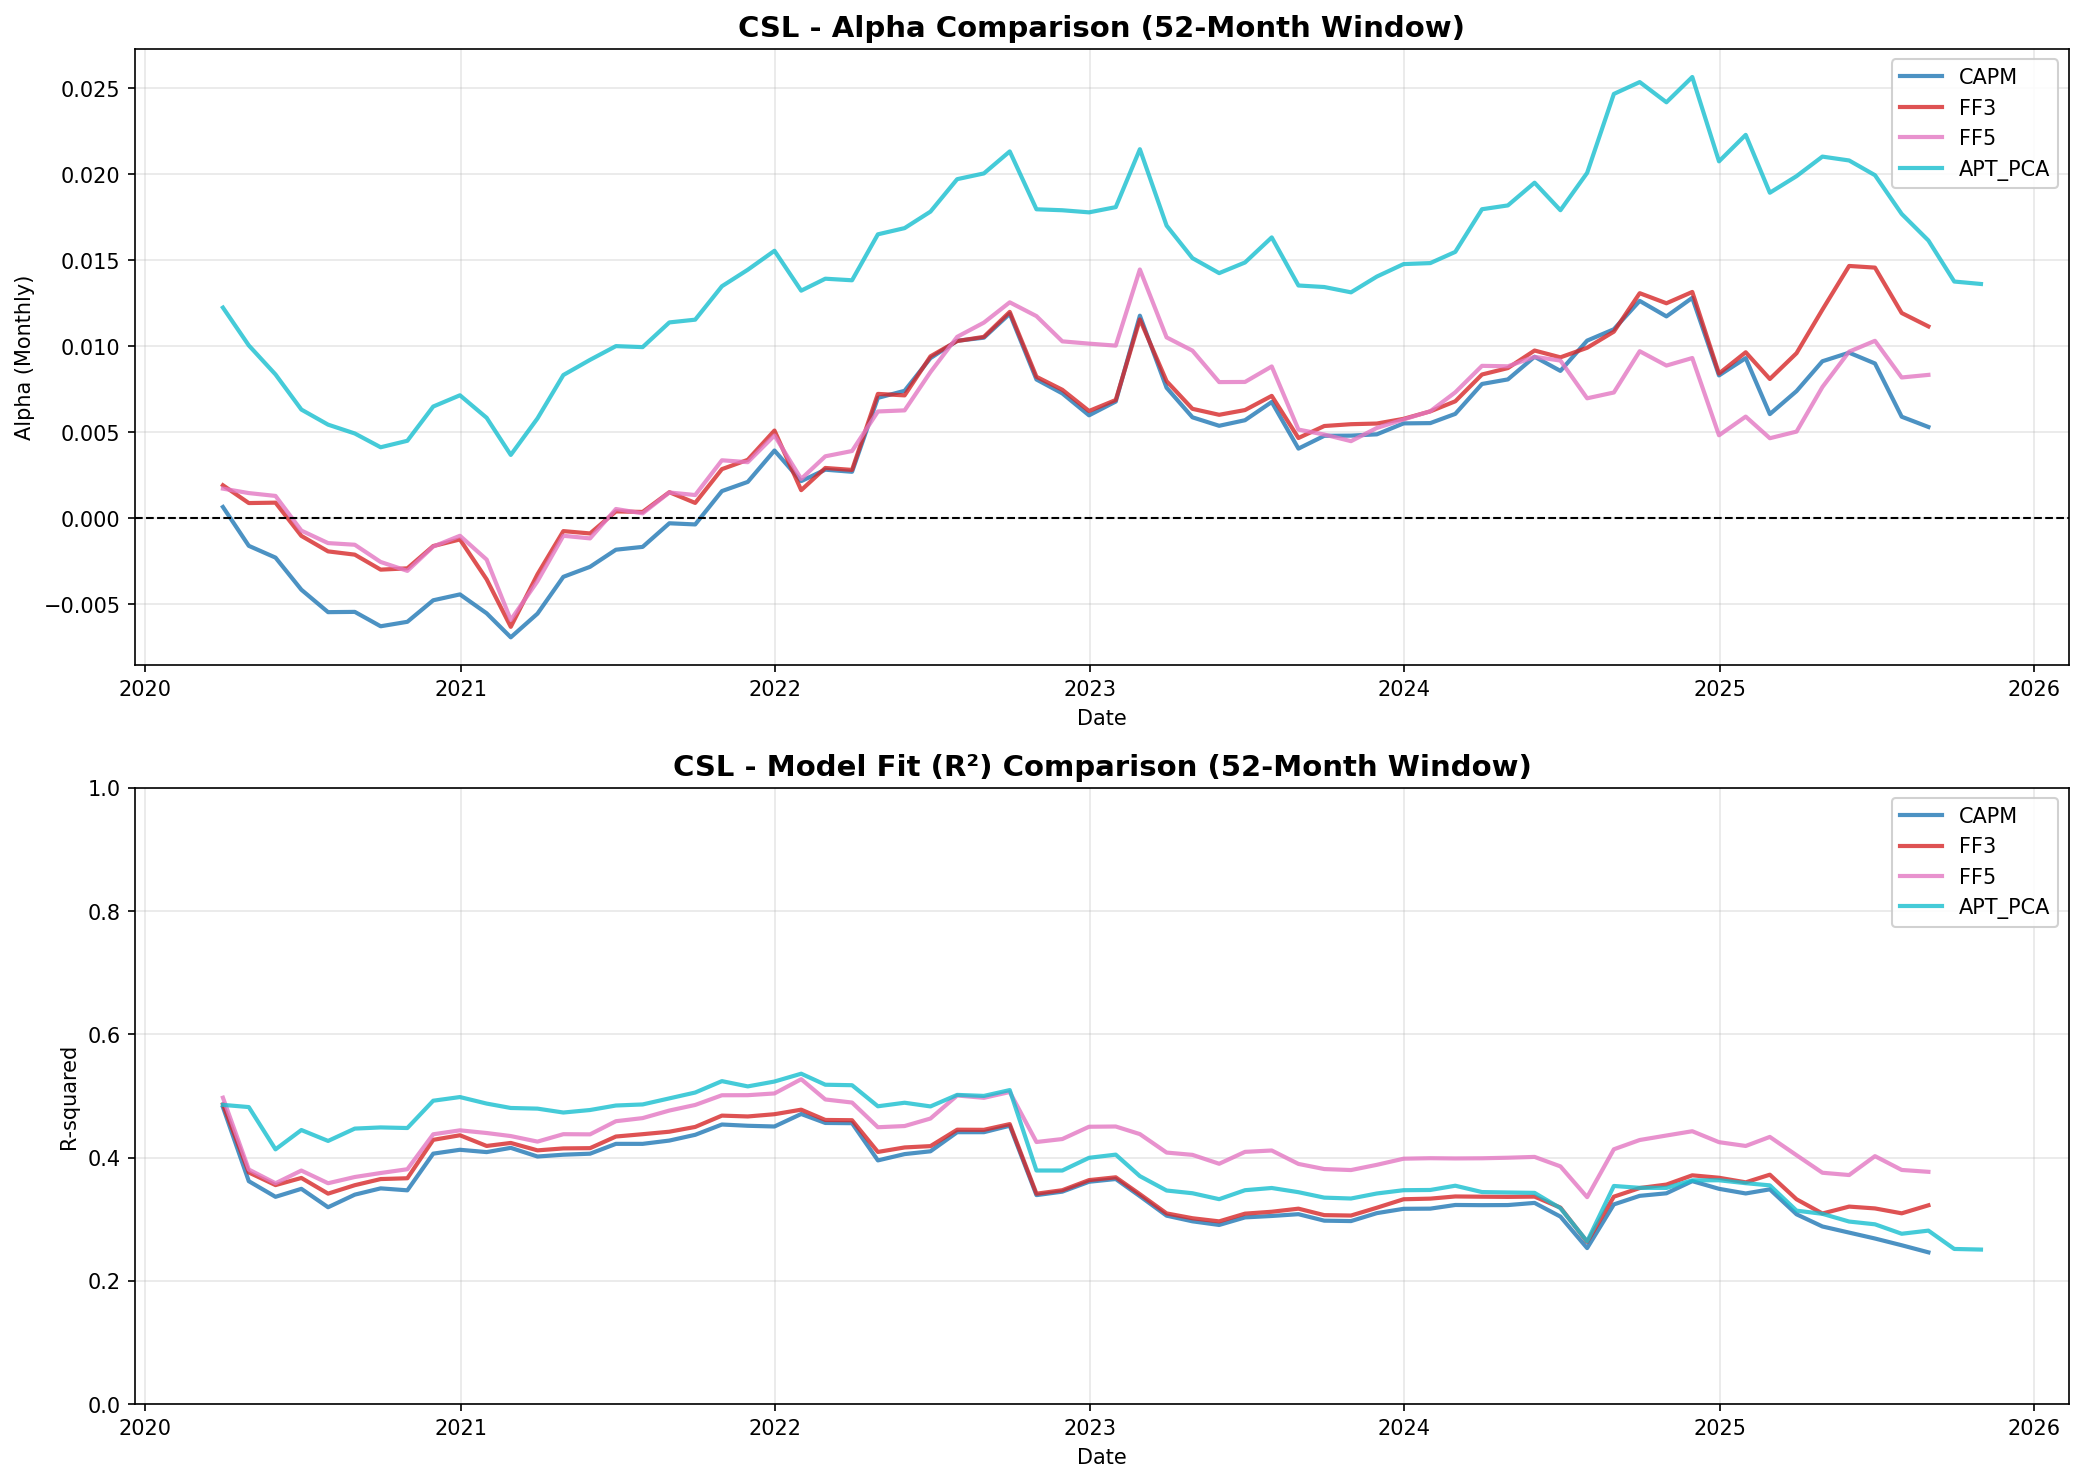 CSL - Alpha Comparison (52-Month Window)
Alpha (Monthly)
0.025
0.020
0.015
0.010
0.005
0.000
−0.005
CAPM
FF3
FF5
APT_PCA
2020 2021 2022 2023 2024 2025 2026
Date
CSL - Model Fit (R²) Comparison (52-Month Window)
R-squared
1.0
0.8
0.6
0.4
0.2
0.0
CAPM
FF3
FF5
APT_PCA
2020 2021 2022 2023 2024 2025 2026
Date